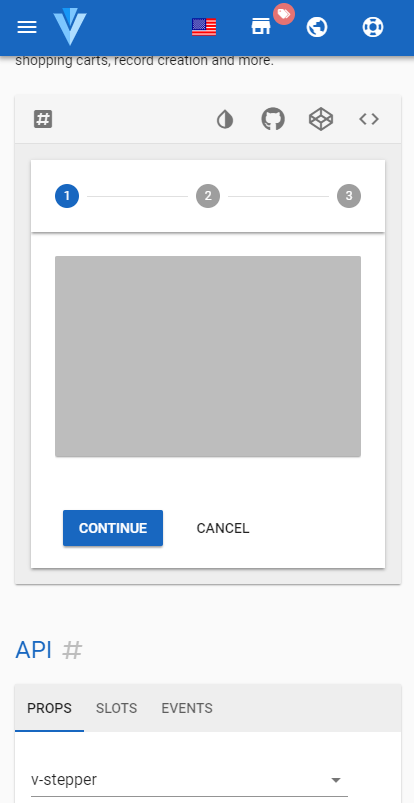 shopping carts, record creation and more.
1 2 3
CONTINUE CANCEL
API #
PROPS SLOTS EVENTS
v-stepper